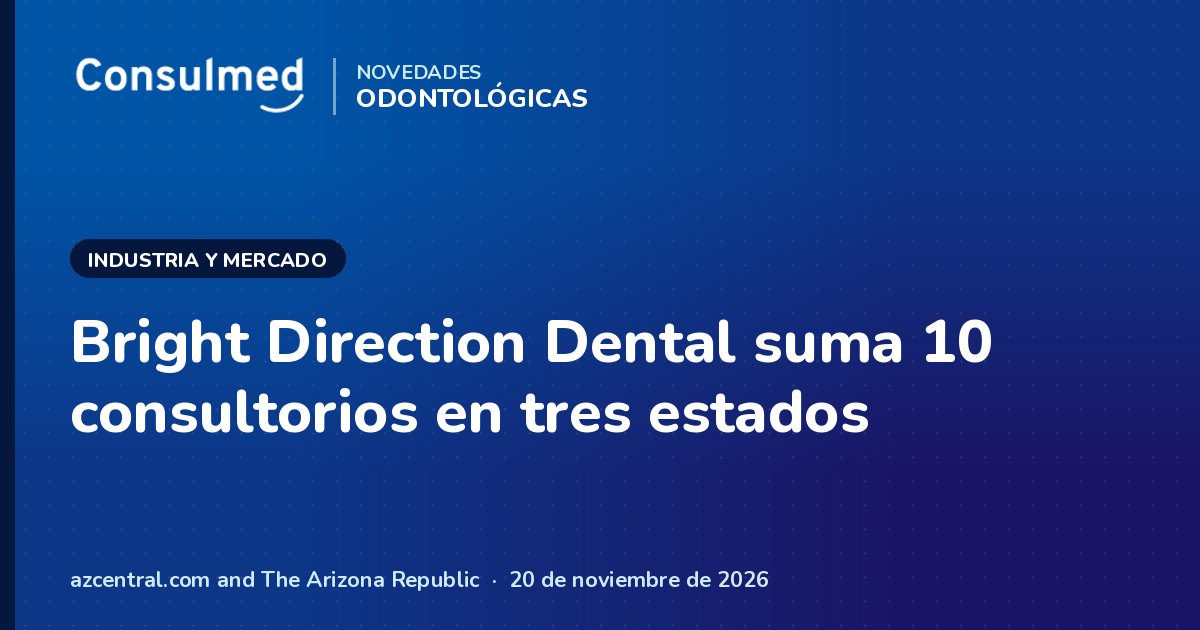 Consulmed
NOVEDADES
ODONTOLÓGICAS
INDUSTRIA Y MERCADO
Bright Direction Dental suma 10
consultorios en tres estados
azcentral.com and The Arizona Republic · 20 de noviembre de 2026